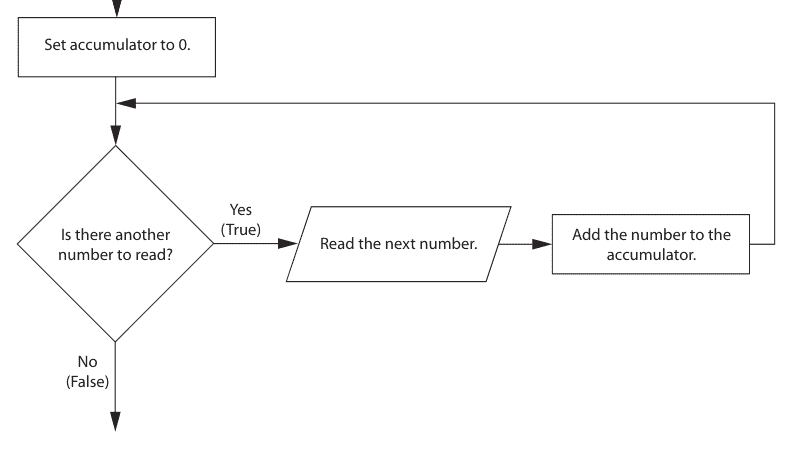 Set accumulator to 0.
Yes
(True)
Is there another
number to read?
Read the next number.
Add the number to the
accumulator.
No
(False)